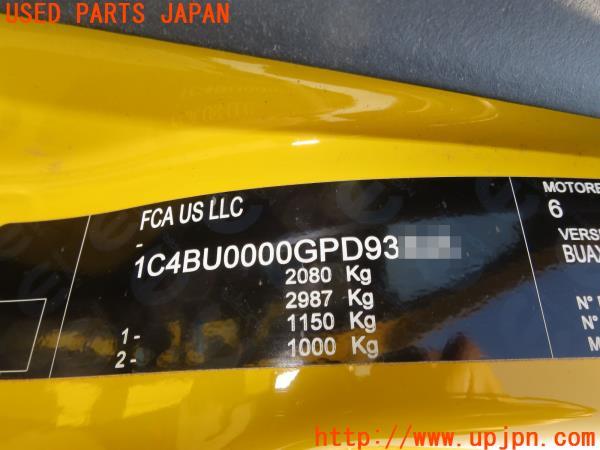 USED PARTS JAPAN
FCA US LLC
-
1C4BU0000GPD93
2080 Kg
2987 Kg
1- 1150 Kg
2- 1000 Kg
MOTORE
6
VERSI
BUAX
N°
N°
M
http://www.upjpn.com